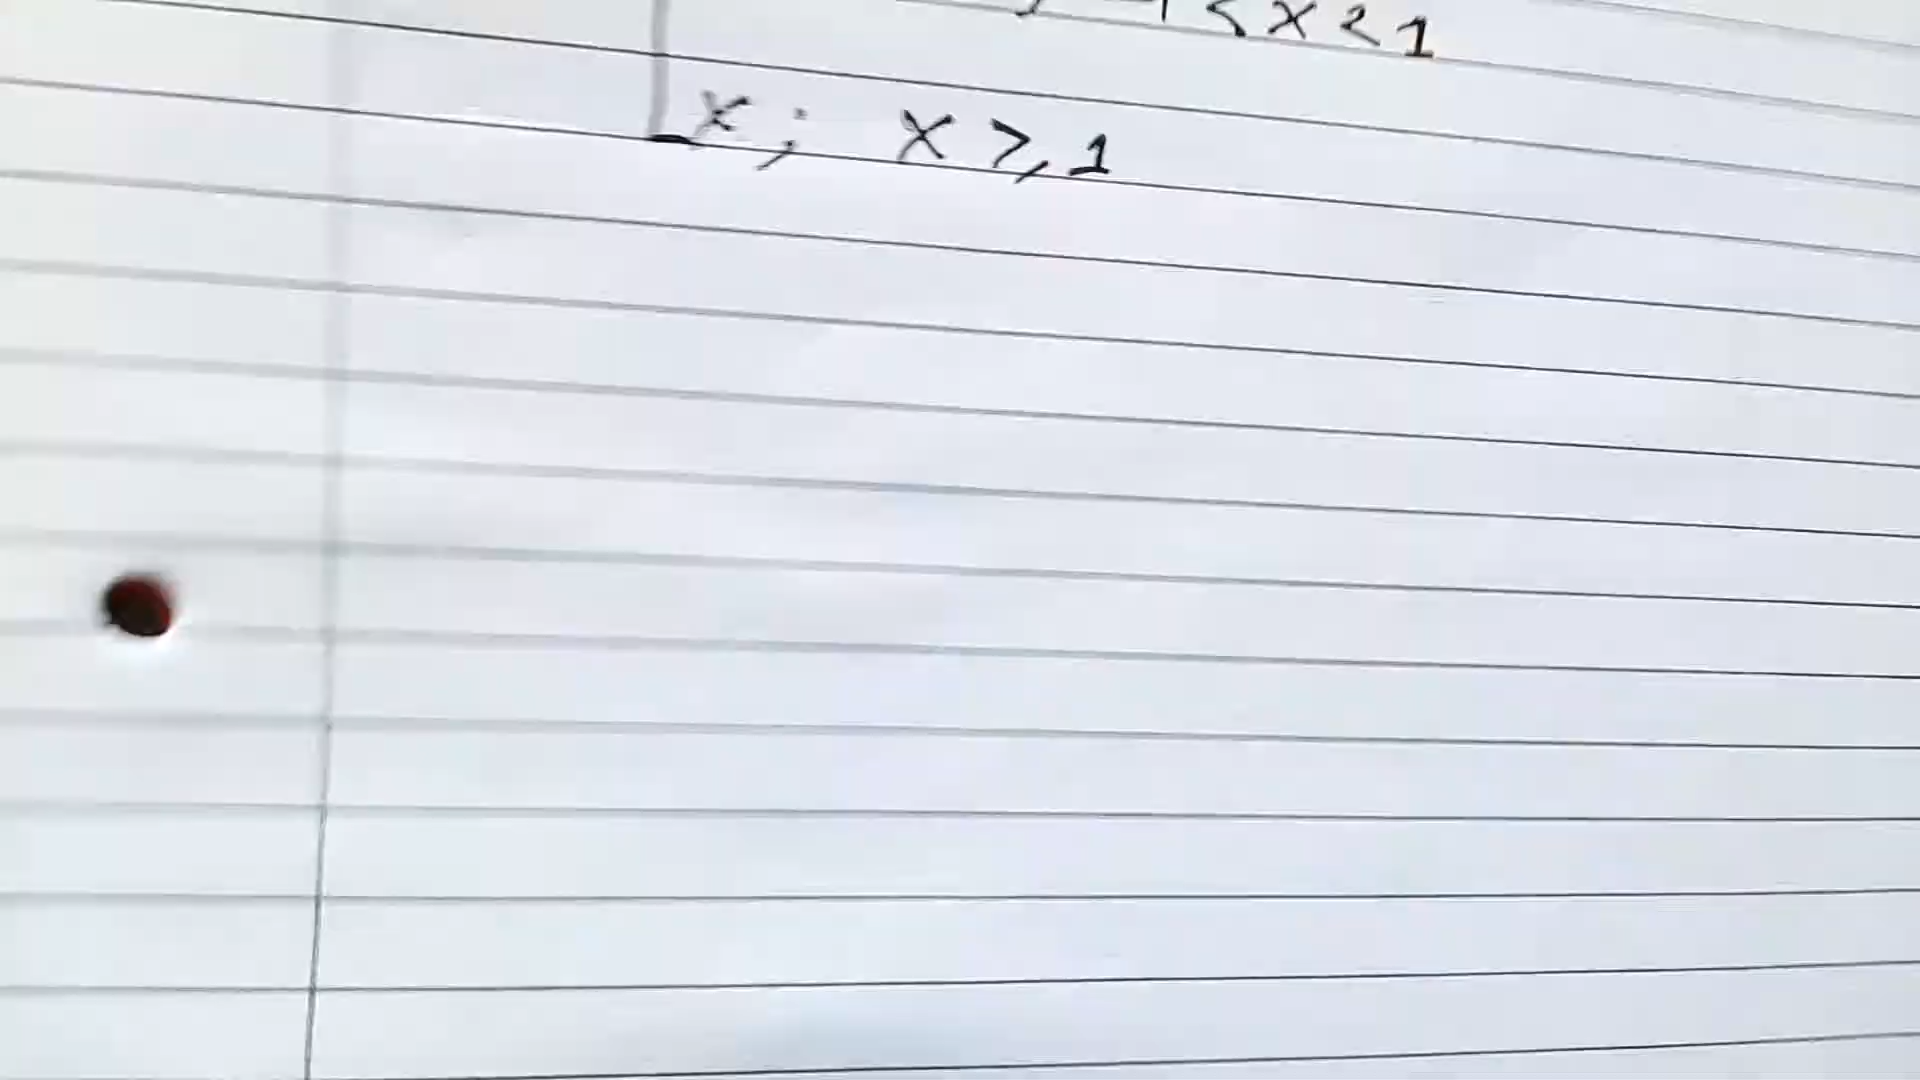 < x < 1
x ; x ≥ 1